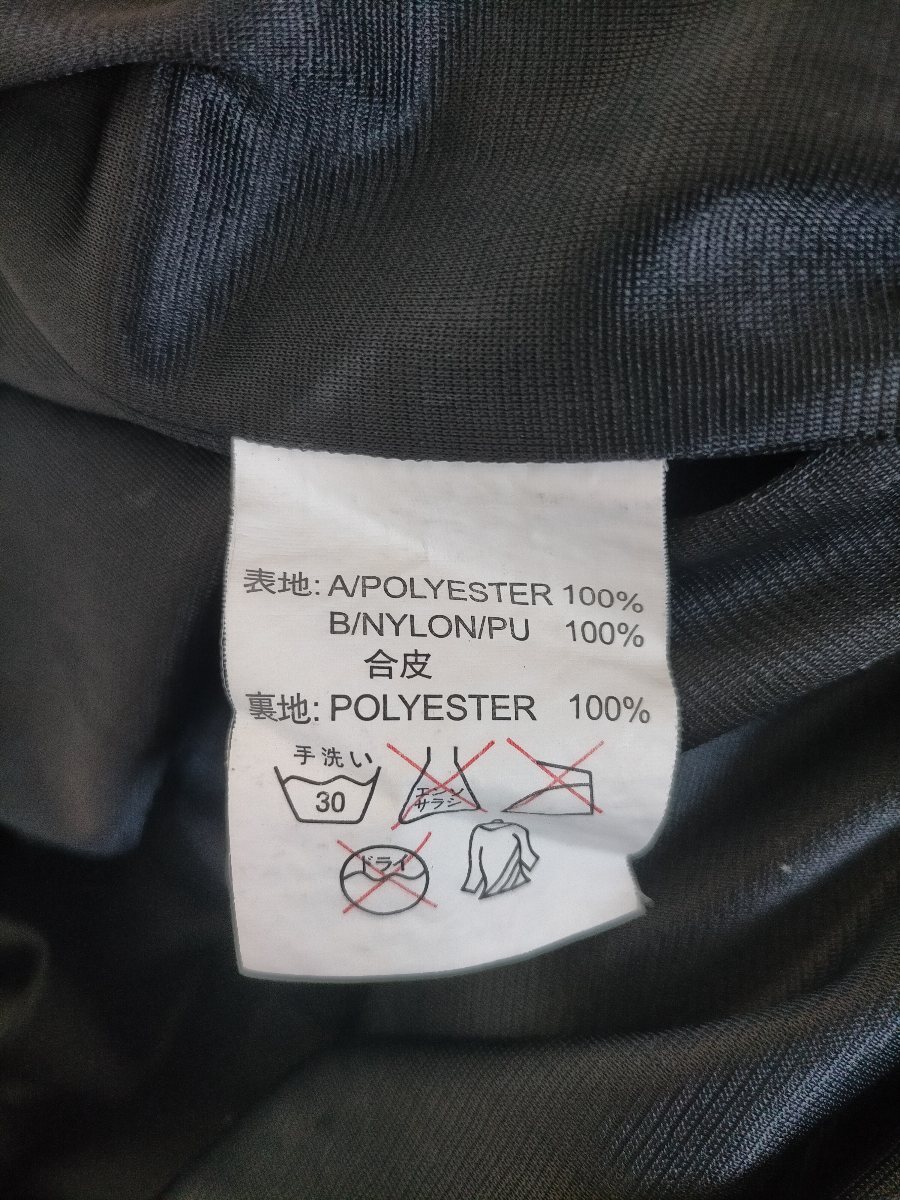 表地: A/POLYESTER 100%
B/NYLON/PU 100%
合皮
裏地: POLYESTER 100%
手洗い
30
エンソ
サラシ
ドライ